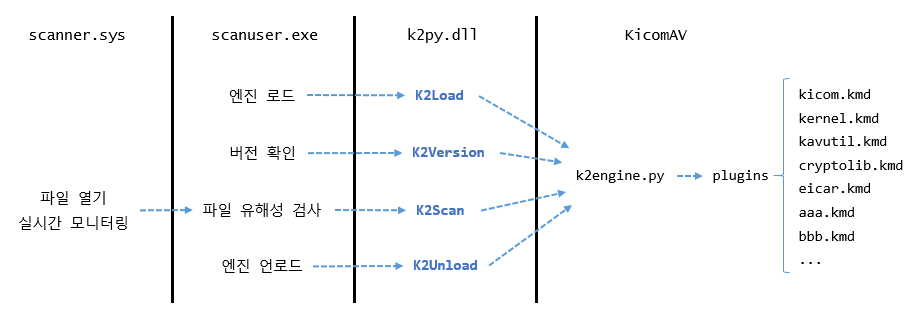 scanner.sys
scanuser.exe
k2py.dll
KicomAV
엔진 로드
K2Load
버전 확인
K2Version
파일 열기
실시간 모니터링
파일 유해성 검사
K2Scan
엔진 언로드
K2Unload
k2engine.py
plugins
kicom.kmd
kernel.kmd
kavutil.kmd
cryptolib.kmd
eicar.kmd
aaa.kmd
bbb.kmd
...